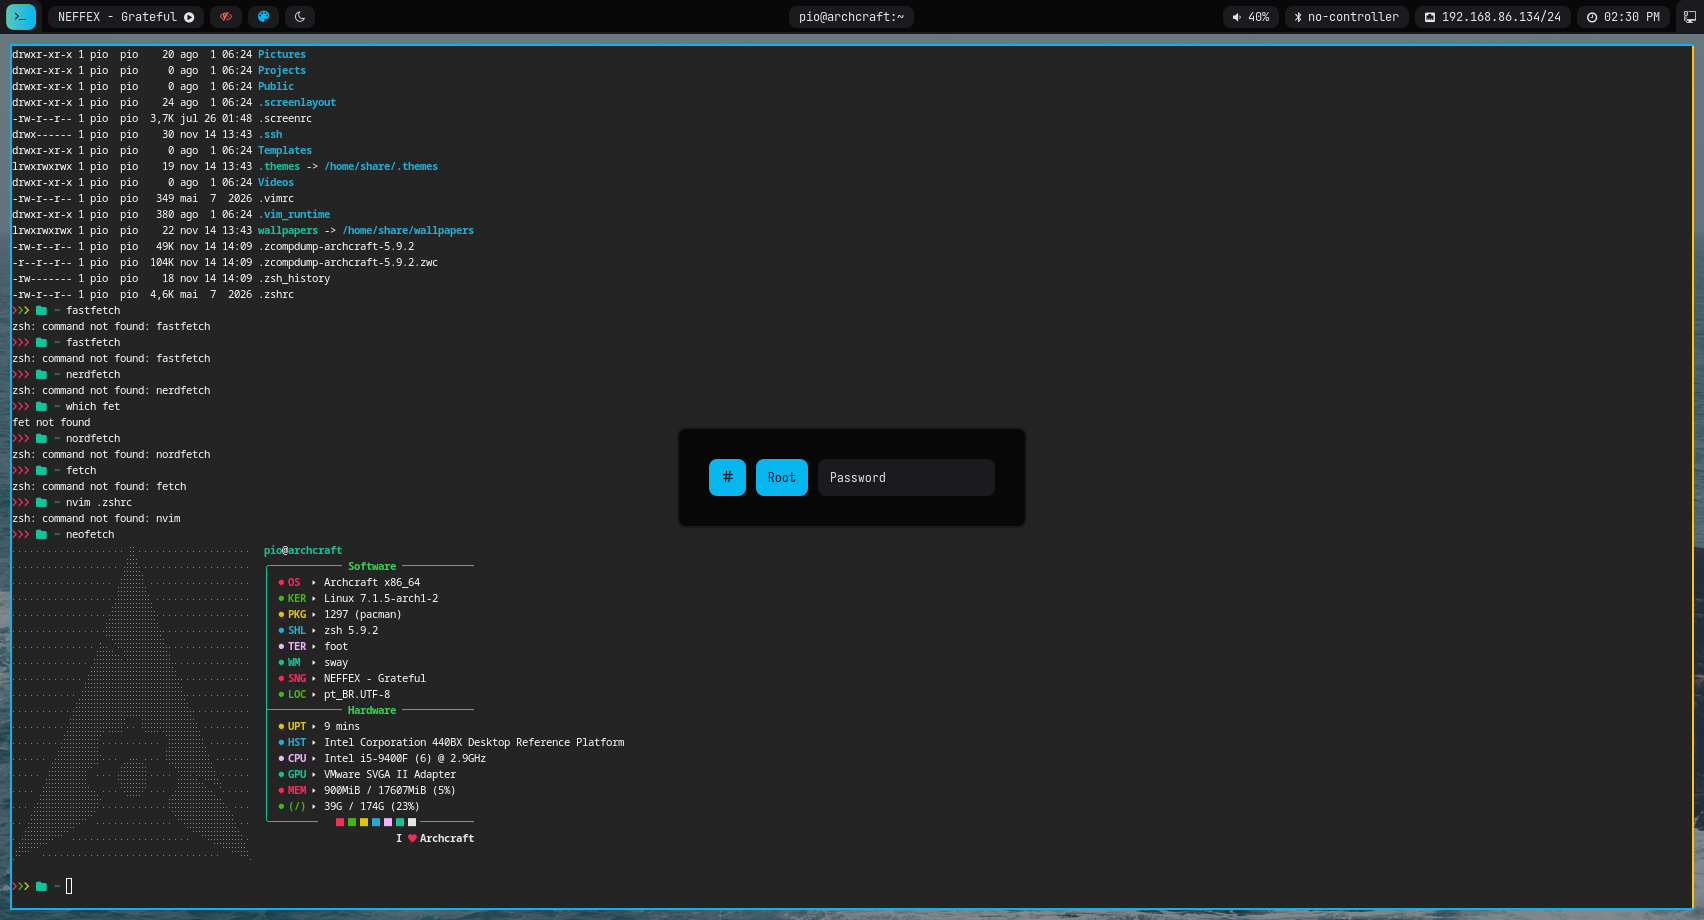 >_ NEFFEX - Grateful pio@archcraft:~ 40% no-controller 192.168.86.134/24 02:30 PM
drwxr-xr-x 1 pio pio 20 ago 1 06:24 Pictures
drwxr-xr-x 1 pio pio 0 ago 1 06:24 Projects
drwxr-xr-x 1 pio pio 0 ago 1 06:24 Public
drwxr-xr-x 1 pio pio 24 ago 1 06:24 .screenlayout
-rw-r--r-- 1 pio pio 3,7K jul 26 01:48 .screenrc
drwx------ 1 pio pio 30 nov 14 13:43 .ssh
drwxr-xr-x 1 pio pio 0 ago 1 06:24 Templates
lrwxrwxrwx 1 pio pio 19 nov 14 13:43 .themes -> /home/share/.themes
drwxr-xr-x 1 pio pio 0 ago 1 06:24 Videos
-rw-r--r-- 1 pio pio 349 mai 7 2026 .vimrc
drwxr-xr-x 1 pio pio 380 ago 1 06:24 .vim_runtime
lrwxrwxrwx 1 pio pio 22 nov 14 13:43 wallpapers -> /home/share/wallpapers
-rw-r--r-- 1 pio pio 49K nov 14 14:09 .zcompdump-archcraft-5.9.2
-r--r--r-- 1 pio pio 104K nov 14 14:09 .zcompdump-archcraft-5.9.2.zwc
-rw------- 1 pio pio 18 nov 14 14:09 .zsh_history
-rw-r--r-- 1 pio pio 4,6K mai 7 2026 .zshrc
~ fastfetch
zsh: command not found: fastfetch
~ fastfetch
zsh: command not found: fastfetch
~ nerdfetch
zsh: command not found: nerdfetch
~ which fet
fet not found
~ nordfetch
zsh: command not found: nordfetch
~ fetch
zsh: command not found: fetch
~ nvim .zshrc
zsh: command not found: nvim
~ neofetch
pio@archcraft
Software
OS Archcraft x86_64
KER Linux 7.1.5-arch1-2
PKG 1297 (pacman)
SHL zsh 5.9.2
TER foot
WM sway
SNG NEFFEX - Grateful
LOC pt_BR.UTF-8
Hardware
UPT 9 mins
HST Intel Corporation 440BX Desktop Reference Platform
CPU Intel i5-9400F (6) @ 2.9GHz
GPU VMware SVGA II Adapter
MEM 900MiB / 17607MiB (5%)
(/) 39G / 174G (23%)
I ♥ Archcraft
~
# Root Password